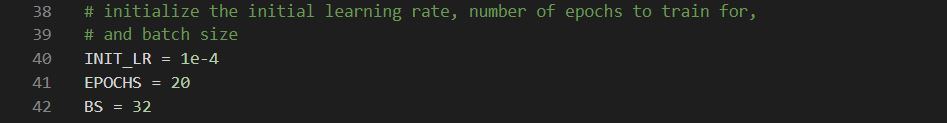 38 # initialize the initial learning rate, number of epochs to train for,
39 # and batch size
40 INIT_LR = 1e-4
41 EPOCHS = 20
42 BS = 32